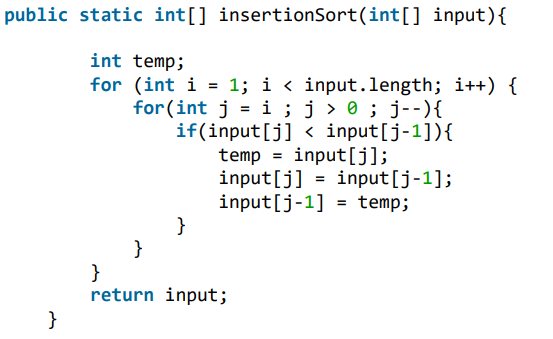 public static int[] insertionSort(int[] input){
int temp;
for (int i = 1; i < input.length; i++) {
for(int j = i ; j > 0 ; j--){
if(input[j] < input[j-1]){
temp = input[j];
input[j] = input[j-1];
input[j-1] = temp;
}
}
}
return input;
}